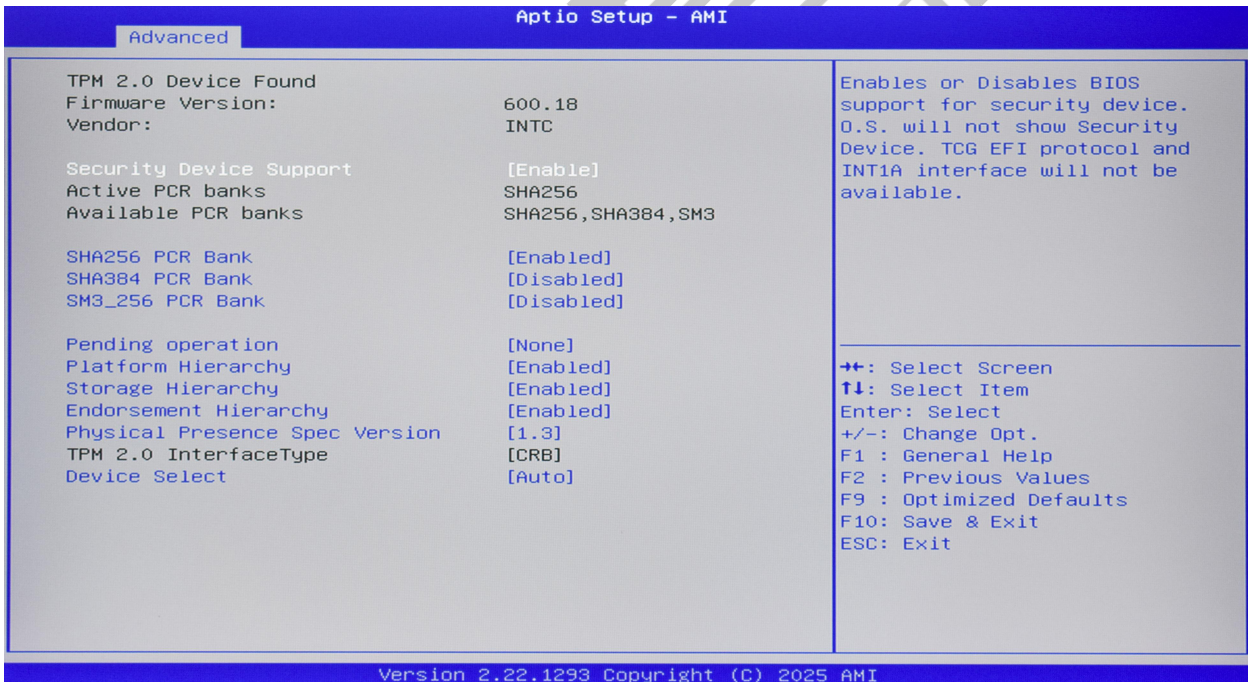 Aptio Setup – AMI
Advanced
TPM 2.0 Device Found
Firmware Version: 600.18
Vendor: INTC
Security Device Support [Enable]
Active PCR banks SHA256
Available PCR banks SHA256,SHA384,SM3
SHA256 PCR Bank [Enabled]
SHA384 PCR Bank [Disabled]
SM3_256 PCR Bank [Disabled]
Pending operation [None]
Platform Hierarchy [Enabled]
Storage Hierarchy [Enabled]
Endorsement Hierarchy [Enabled]
Physical Presence Spec Version [1.3]
TPM 2.0 InterfaceType [CRB]
Device Select [Auto]
Enables or Disables BIOS
support for security device.
O.S. will not show Security
Device. TCG EFI protocol and
INT1A interface will not be
available.
→←: Select Screen
↑↓: Select Item
Enter: Select
+/-: Change Opt.
F1 : General Help
F2 : Previous Values
F9 : Optimized Defaults
F10: Save & Exit
ESC: Exit
Version 2.22.1293 Copyright (C) 2025 AMI